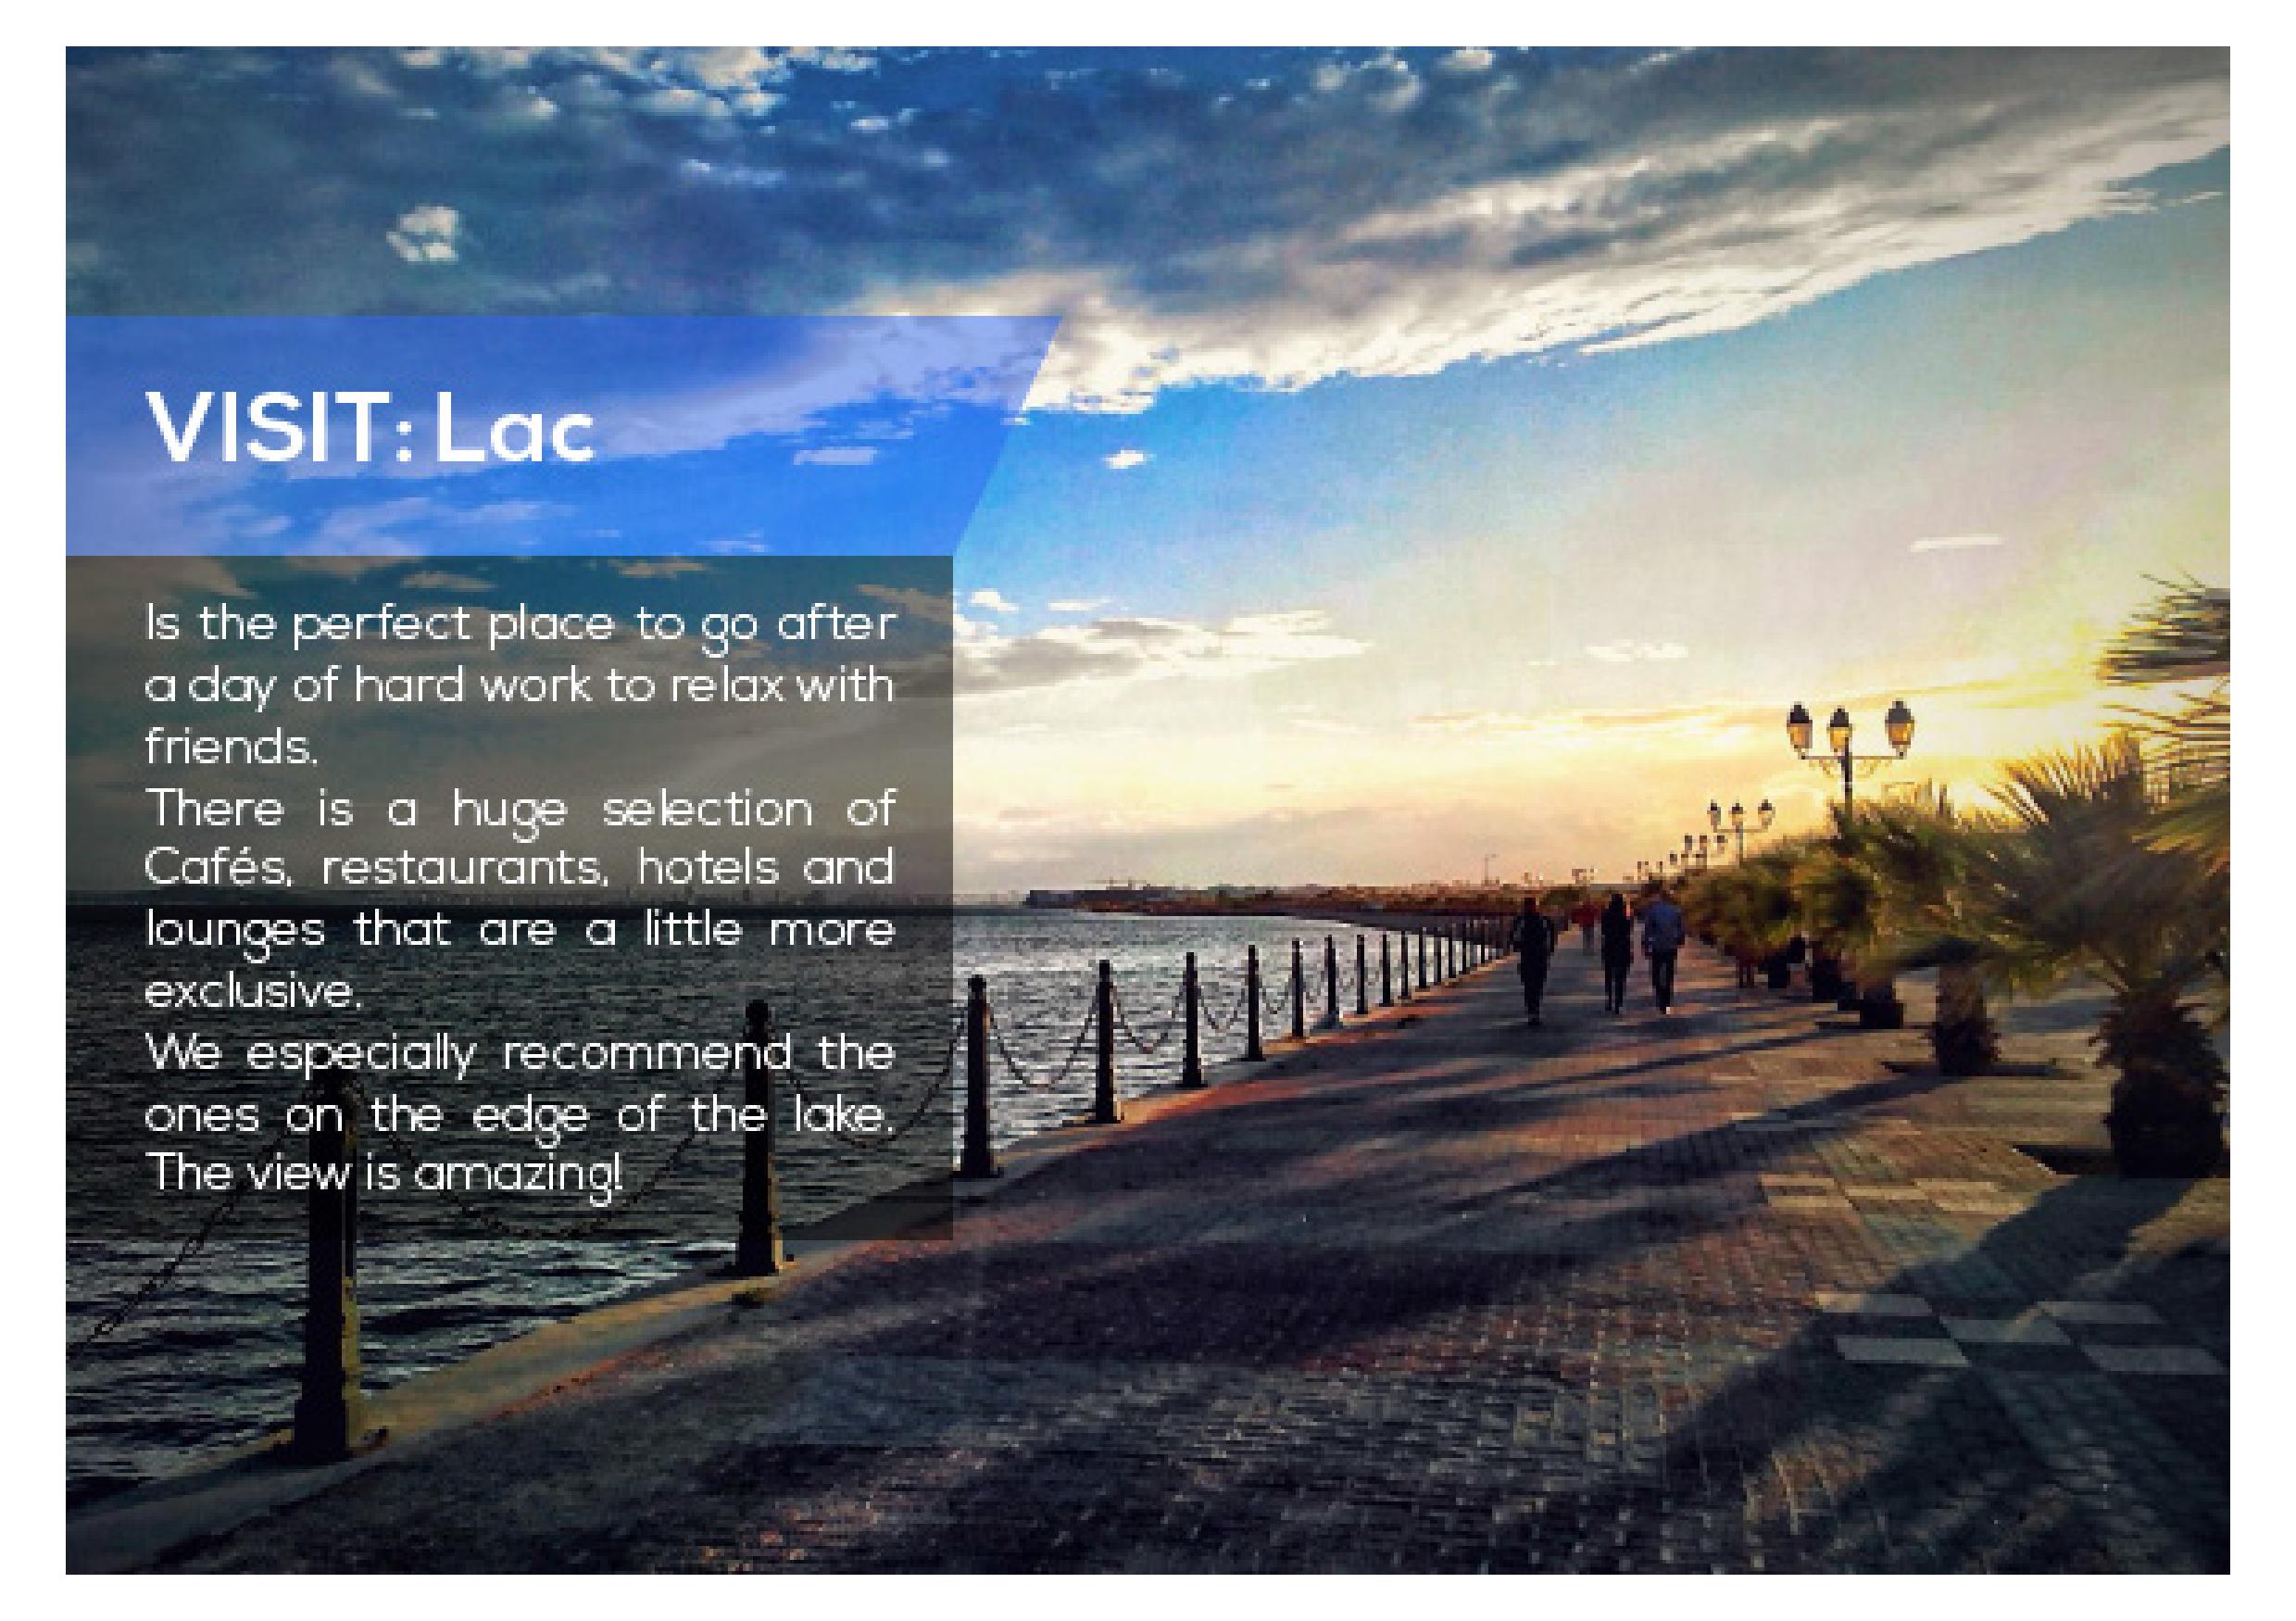 VISIT: Lac
Is the perfect place to go after
a day of hard work to relax with
friends.
There is a huge selection of
Cafés, restaurants, hotels and
lounges that are a little more
exclusive.
We especially recommend the
ones on the edge of the lake.
The view is amazing!